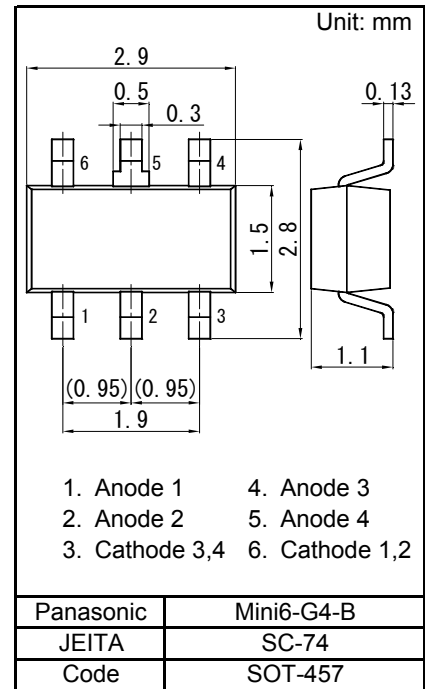 Unit: mm
2.9
0.5
0.3
0.13
6
5
4
1.5
2.8
1
2
3
1.1
(0.95) (0.95)
1.9
1. Anode 1 4. Anode 3
2. Anode 2 5. Anode 4
3. Cathode 3,4 6. Cathode 1,2
Panasonic Mini6-G4-B
JEITA SC-74
Code SOT-457